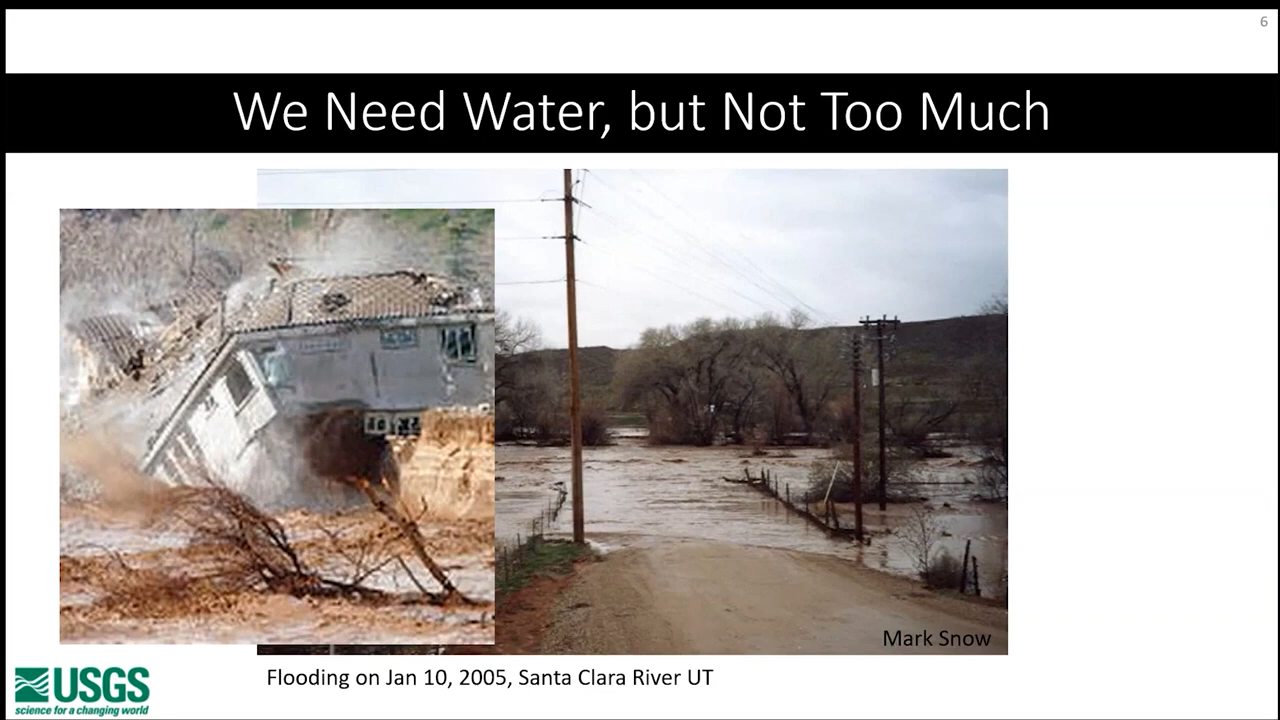 6
We Need Water, but Not Too Much
Mark Snow
Flooding on Jan 10, 2005, Santa Clara River UT
USGS
science for a changing world